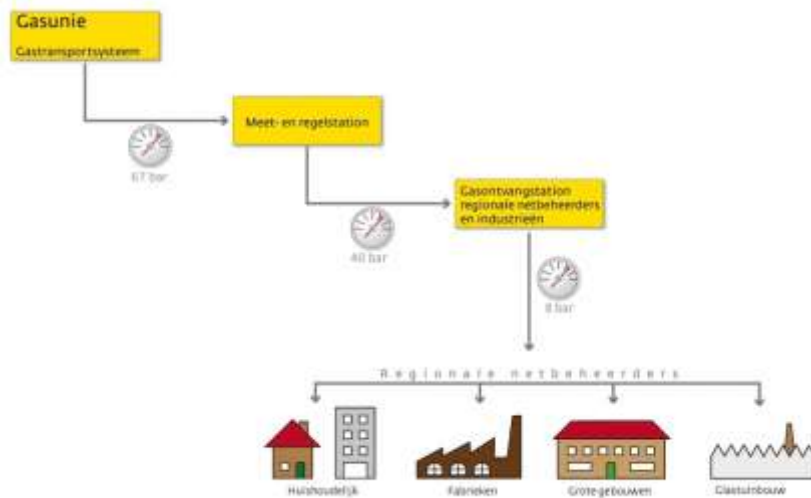 Gasunie
Gastransportsysteem
67 bar
Meet- en regelstation
40 bar
Gasontvangstation
regionale netbeheerders
en industrieën
8 bar
Regionale netbeheerders
Huishoudelijk
Fabrieken
Grote gebouwen
Glastuinbouw